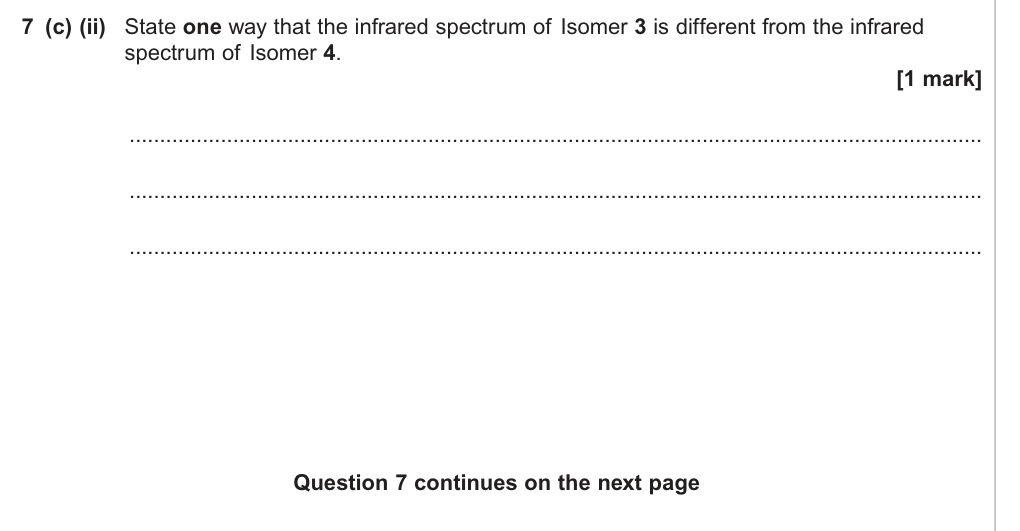 7 (c) (ii) State one way that the infrared spectrum of Isomer 3 is different from the infrared
spectrum of Isomer 4.
[1 mark]
Question 7 continues on the next page